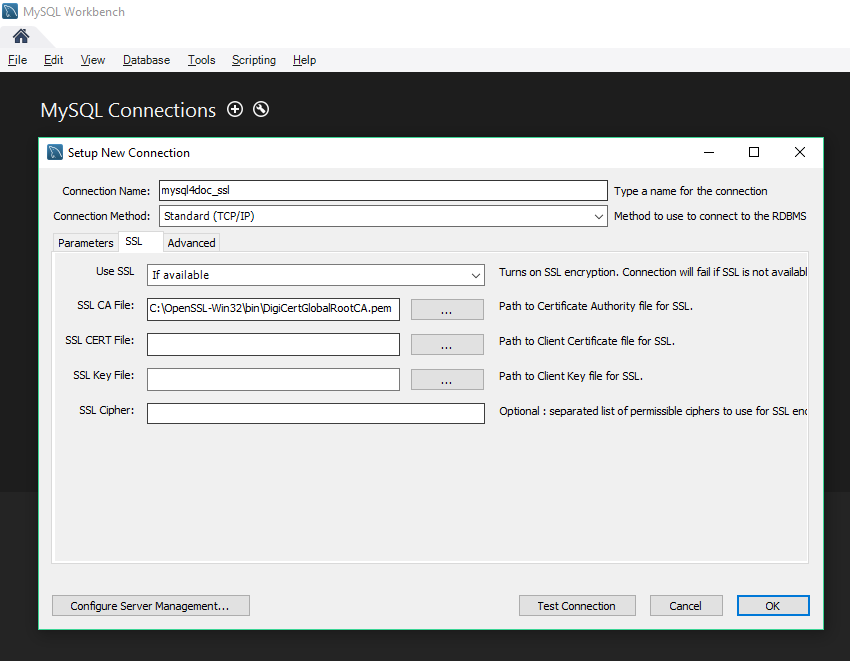 MySQL Workbench
File Edit View Database Tools Scripting Help
MySQL Connections
Setup New Connection
Connection Name: mysql4doc_ssl Type a name for the connection
Connection Method: Standard (TCP/IP) Method to use to connect to the RDBMS
Parameters SSL Advanced
Use SSL If available Turns on SSL encryption. Connection will fail if SSL is not availabl
SSL CA File: C:\OpenSSL-Win32\bin\DigiCertGlobalRootCA.pem ... Path to Certificate Authority file for SSL.
SSL CERT File: ... Path to Client Certificate file for SSL.
SSL Key File: ... Path to Client Key file for SSL.
SSL Cipher: Optional : separated list of permissible ciphers to use for SSL enc
Configure Server Management... Test Connection Cancel OK